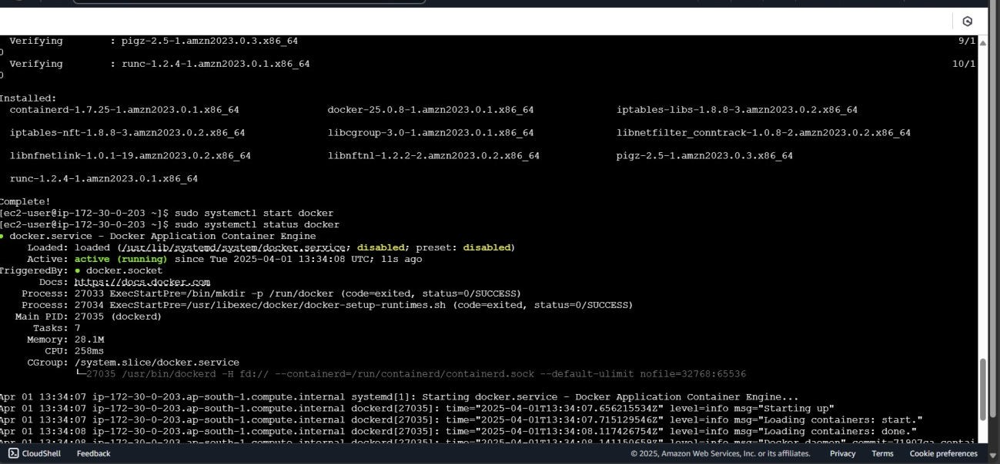 Verifying : pigz-2.5-1.amzn2023.0.3.x86_64 9/1
0
Verifying : runc-1.2.4-1.amzn2023.0.1.x86_64 10/1
0
Installed:
containerd-1.7.25-1.amzn2023.0.1.x86_64 docker-25.0.8-1.amzn2023.0.1.x86_64 iptables-libs-1.8.8-3.amzn2023.0.2.x86_64
iptables-nft-1.8.8-3.amzn2023.0.2.x86_64 libcgroup-3.0-1.amzn2023.0.1.x86_64 libnetfilter_conntrack-1.0.8-2.amzn2023.0.2.x86_64
libnfnetlink-1.0.1-19.amzn2023.0.2.x86_64 libnftnl-1.2.2-2.amzn2023.0.2.x86_64 pigz-2.5-1.amzn2023.0.3.x86_64
runc-1.2.4-1.amzn2023.0.1.x86_64
Complete!
[ec2-user@ip-172-30-0-203 ~]$ sudo systemctl start docker
[ec2-user@ip-172-30-0-203 ~]$ sudo systemctl status docker
● docker.service - Docker Application Container Engine
Loaded: loaded (/usr/lib/systemd/system/docker.service; disabled; preset: disabled)
Active: active (running) since Tue 2025-04-01 13:34:08 UTC; 11s ago
TriggeredBy: ● docker.socket
Docs: https://docs.docker.com
Process: 27033 ExecStartPre=/bin/mkdir -p /run/docker (code=exited, status=0/SUCCESS)
Process: 27034 ExecStartPre=/usr/libexec/docker/docker-setup-runtimes.sh (code=exited, status=0/SUCCESS)
Main PID: 27035 (dockerd)
Tasks: 7
Memory: 28.1M
CPU: 258ms
CGroup: /system.slice/docker.service
└─27035 /usr/bin/dockerd -H fd:// --containerd=/run/containerd/containerd.sock --default-ulimit nofile=32768:65536
Apr 01 13:34:07 ip-172-30-0-203.ap-south-1.compute.internal systemd[1]: Starting docker.service - Docker Application Container Engine...
Apr 01 13:34:07 ip-172-30-0-203.ap-south-1.compute.internal dockerd[27035]: time="2025-04-01T13:34:07.656215534Z" level=info msg="Starting up"
Apr 01 13:34:07 ip-172-30-0-203.ap-south-1.compute.internal dockerd[27035]: time="2025-04-01T13:34:07.715129546Z" level=info msg="Loading containers: start."
Apr 01 13:34:08 ip-172-30-0-203.ap-south-1.compute.internal dockerd[27035]: time="2025-04-01T13:34:08.117426754Z" level=info msg="Loading containers: done."
Apr 01 13:34:08 ip-172-30-0-203.ap-south-1.compute.internal dockerd[27035]: time="2025-04-01T13:34:08.141150659Z" level=info msg="Docker daemon" commit=71907ca contai
CloudShell Feedback © 2025, Amazon Web Services, Inc. or its affiliates. Privacy Terms Cookie preferences